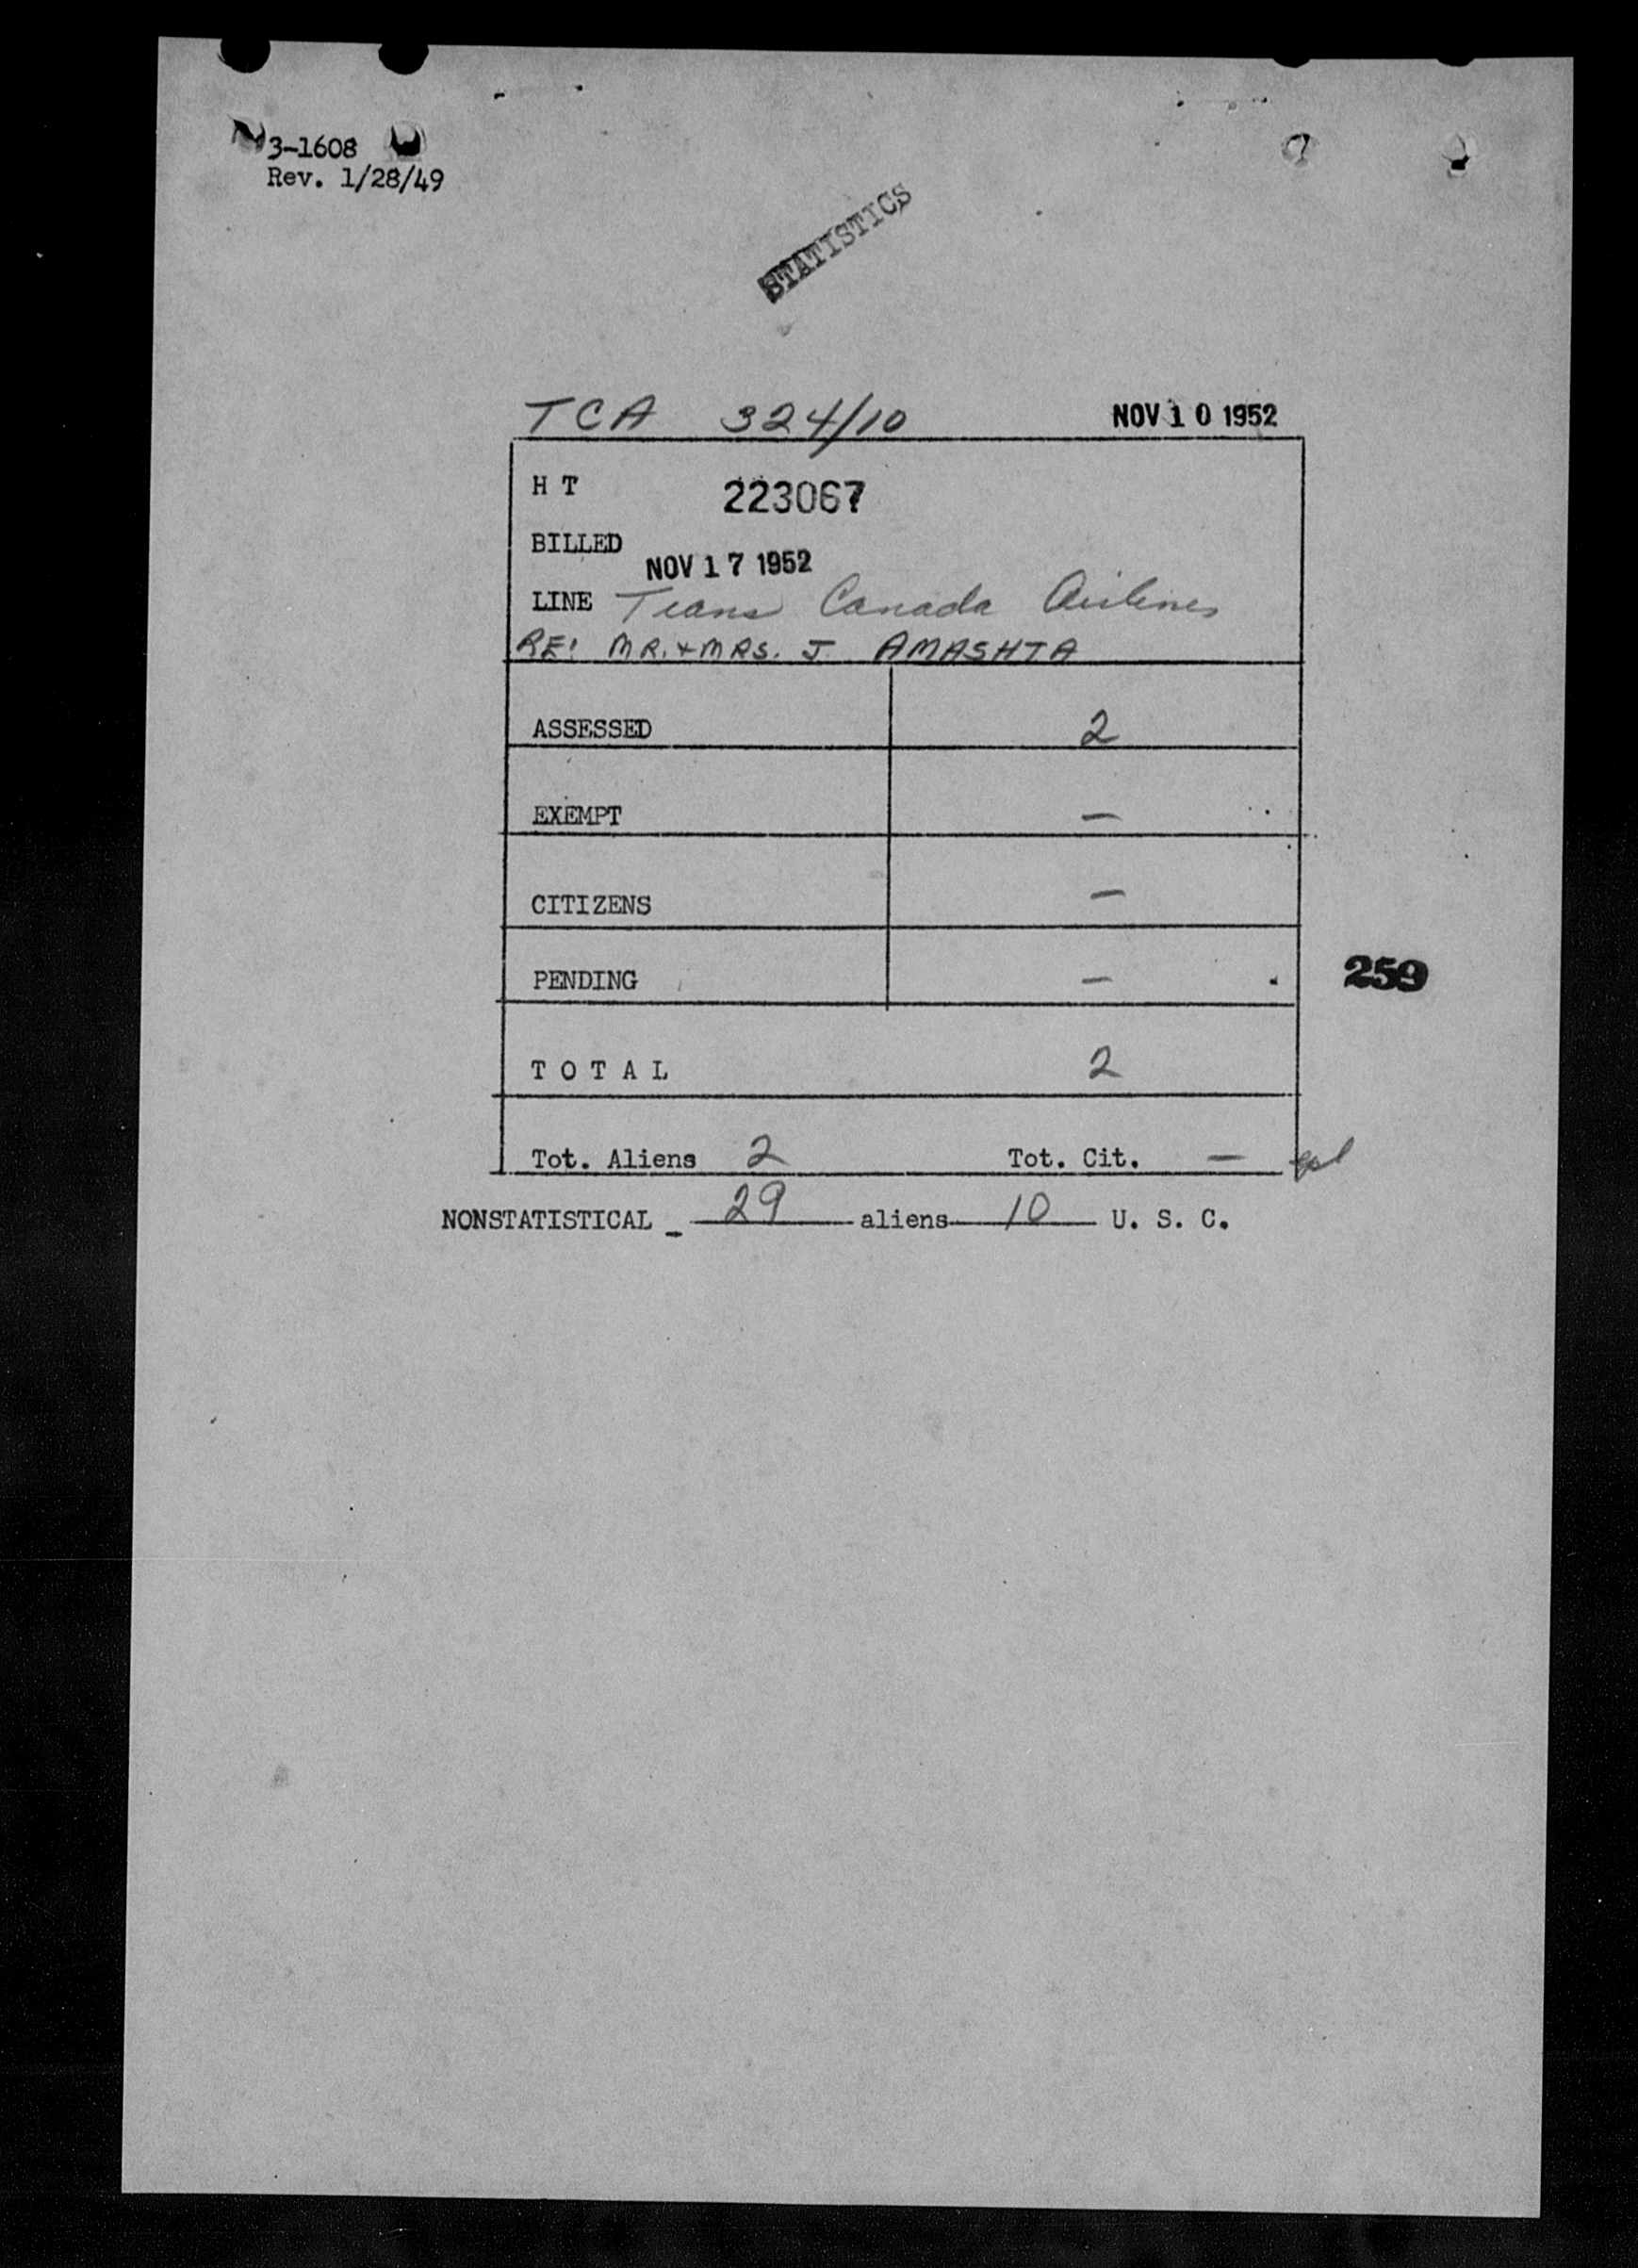 3-1608
Rev. 1/28/49
STATISTICS
TCA 324/10 NOV 10 1952
H T 223067
BILLED
NOV 17 1952
LINE Trans Canada Airlines
RE: MR. + MRS. J. AMASHTA
ASSESSED 2
EXEMPT —
CITIZENS —
PENDING —
259
T O T A L 2
Tot. Aliens 2 Tot. Cit. —
NONSTATISTICAL - 29 aliens 10 U. S. C.